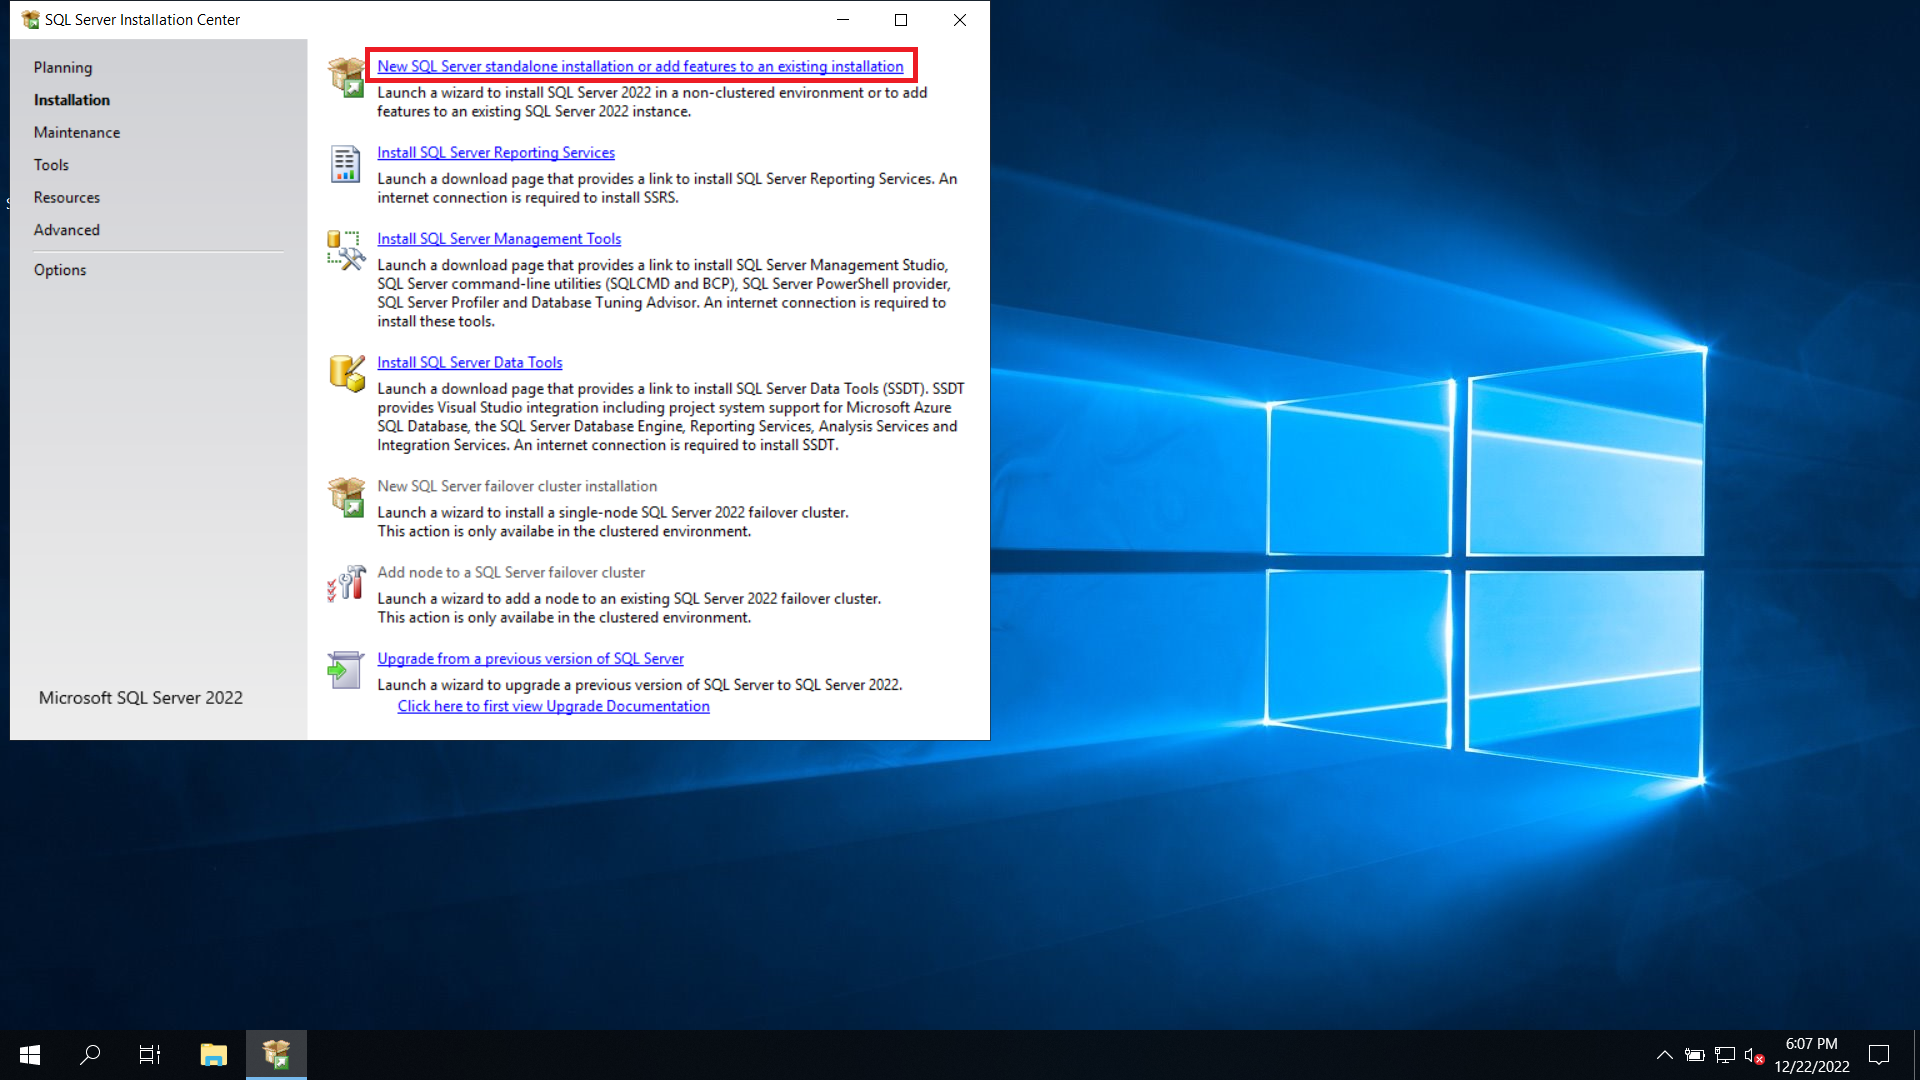 SQL Server Installation Center
Planning
Installation
Maintenance
Tools
Resources
Advanced
Options
Microsoft SQL Server 2022
New SQL Server standalone installation or add features to an existing installation
Launch a wizard to install SQL Server 2022 in a non-clustered environment or to add
features to an existing SQL Server 2022 instance.
Install SQL Server Reporting Services
Launch a download page that provides a link to install SQL Server Reporting Services. An
internet connection is required to install SSRS.
Install SQL Server Management Tools
Launch a download page that provides a link to install SQL Server Management Studio,
SQL Server command-line utilities (SQLCMD and BCP), SQL Server PowerShell provider,
SQL Server Profiler and Database Tuning Advisor. An internet connection is required to
install these tools.
Install SQL Server Data Tools
Launch a download page that provides a link to install SQL Server Data Tools (SSDT). SSDT
provides Visual Studio integration including project system support for Microsoft Azure
SQL Database, the SQL Server Database Engine, Reporting Services, Analysis Services and
Integration Services. An internet connection is required to install SSDT.
New SQL Server failover cluster installation
Launch a wizard to install a single-node SQL Server 2022 failover cluster.
This action is only availabe in the clustered environment.
Add node to a SQL Server failover cluster
Launch a wizard to add a node to an existing SQL Server 2022 failover cluster.
This action is only availabe in the clustered environment.
Upgrade from a previous version of SQL Server
Launch a wizard to upgrade a previous version of SQL Server to SQL Server 2022.
Click here to first view Upgrade Documentation
6:07 PM
12/22/2022